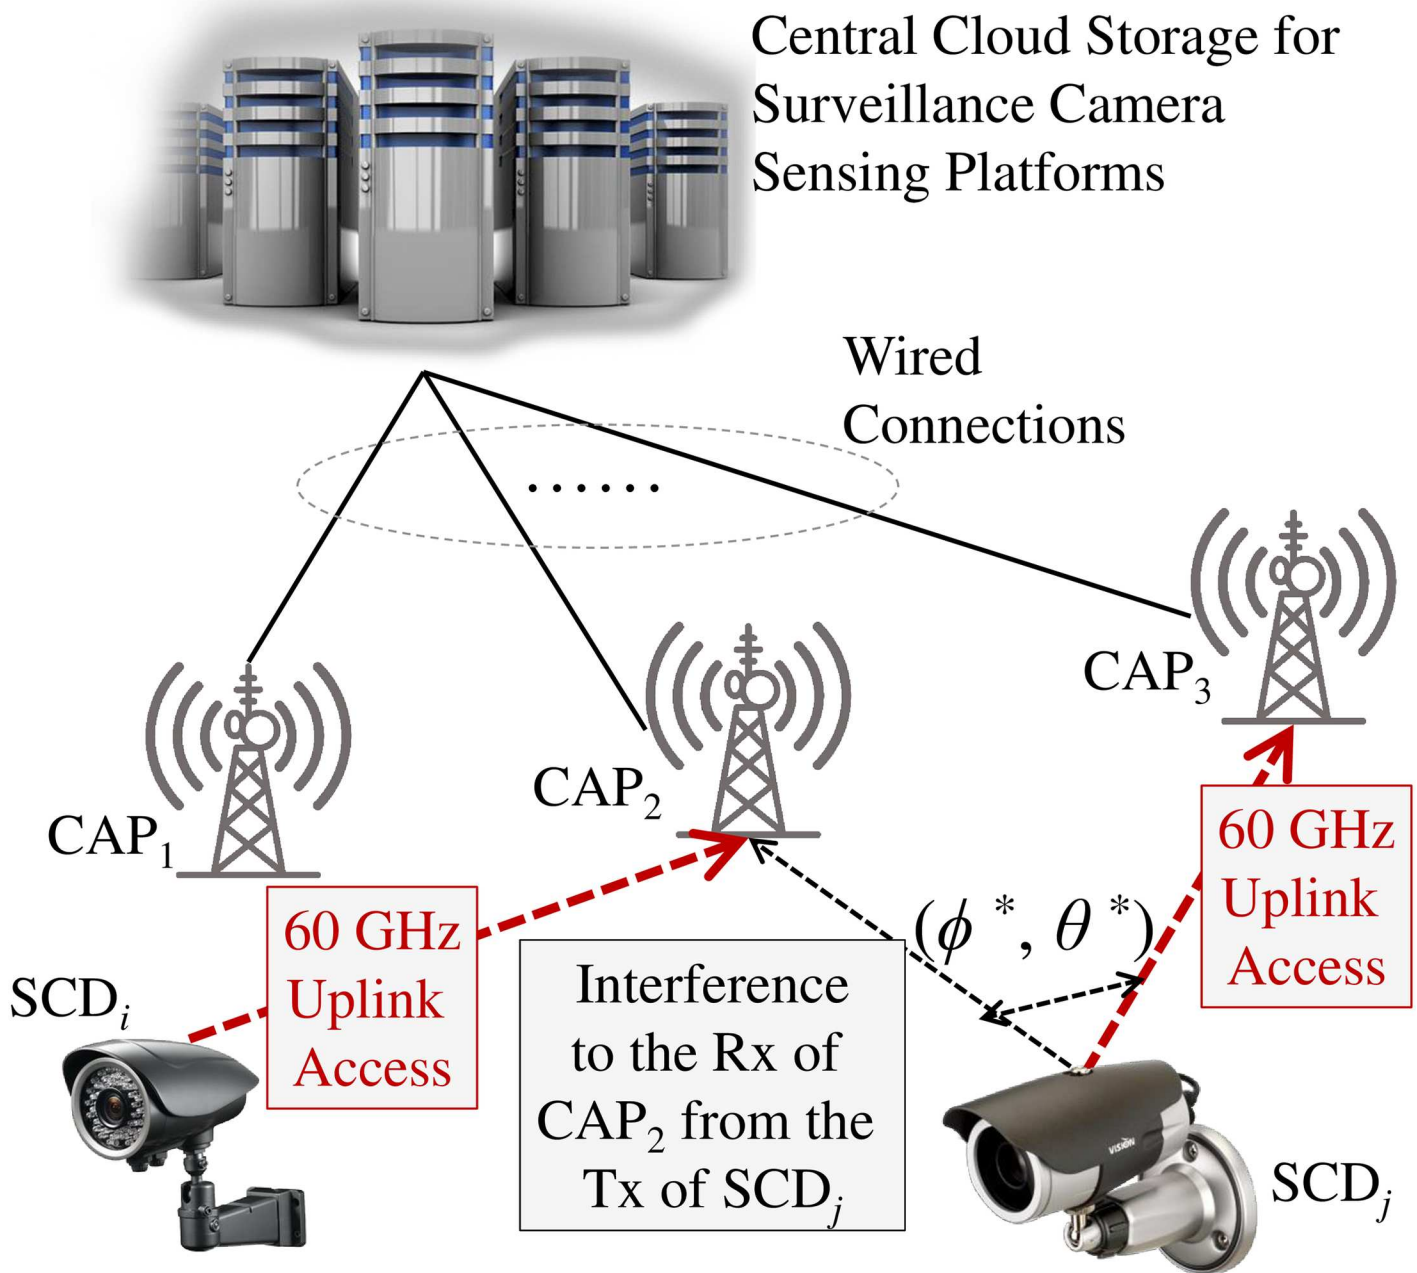 Central Cloud Storage for
Surveillance Camera
Sensing Platforms
Wired
Connections
......
CAP₃
CAP₂
CAP₁
60 GHz
Uplink
Access
(ϕ*, θ*)
60 GHz
Uplink
Access
SCDᵢ
Interference
to the Rx of
CAP₂ from the
Tx of SCDⱼ
VISION
SCDⱼ